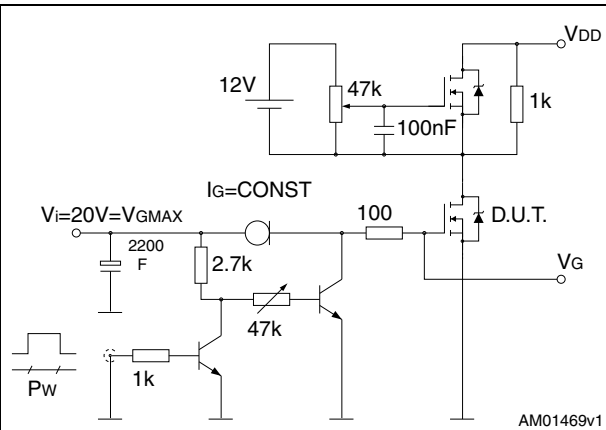 VDD
12V
47k
1k
100nF
IG=CONST
Vi=20V=VGMAX
100
D.U.T.
2200
F
2.7k
VG
47k
1k
PW
AM01469v1